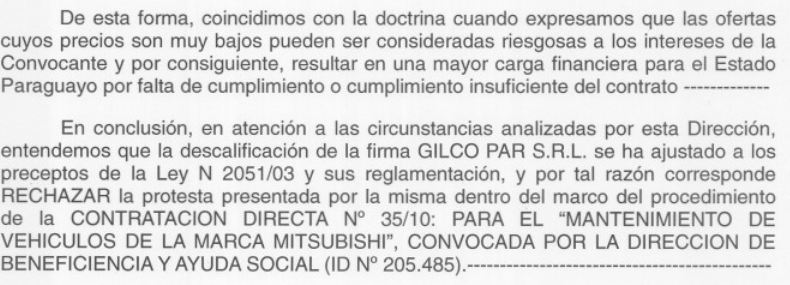 De esta forma, coincidimos con la doctrina cuando expresamos que las ofertas
cuyos precios son muy bajos pueden ser consideradas riesgosas a los intereses de la
Convocante y por consiguiente, resultar en una mayor carga financiera para el Estado
Paraguayo por falta de cumplimiento o cumplimiento insuficiente del contrato -------------
En conclusión, en atención a las circunstancias analizadas por esta Dirección,
entendemos que la descalificación de la firma GILCO PAR S.R.L. se ha ajustado a los
preceptos de la Ley N 2051/03 y sus reglamentación, y por tal razón corresponde
RECHAZAR la protesta presentada por la misma dentro del marco del procedimiento
de la CONTRATACION DIRECTA Nº 35/10: PARA EL “MANTENIMIENTO DE
VEHICULOS DE LA MARCA MITSUBISHI”, CONVOCADA POR LA DIRECCION DE
BENEFICIENCIA Y AYUDA SOCIAL (ID Nº 205.485).----------------------------------------------